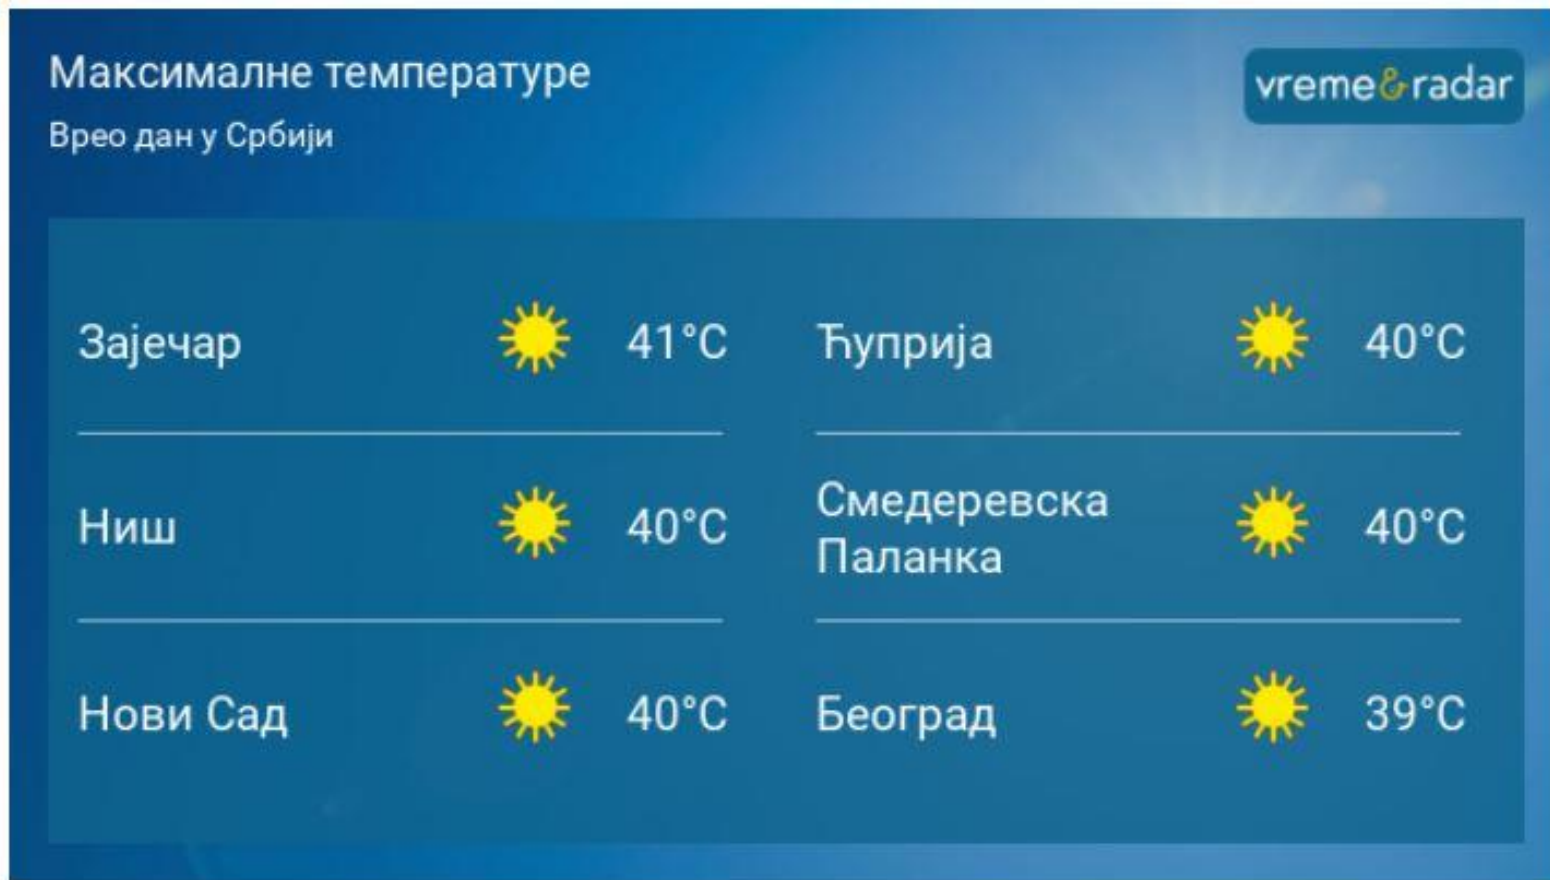 Максималне температуре
vreme&radar
Врео дан у Србији
Зајечар 41°C
Ћуприја 40°C
Ниш 40°C
Смедеревска
Паланка 40°C
Нови Сад 40°C
Београд 39°C